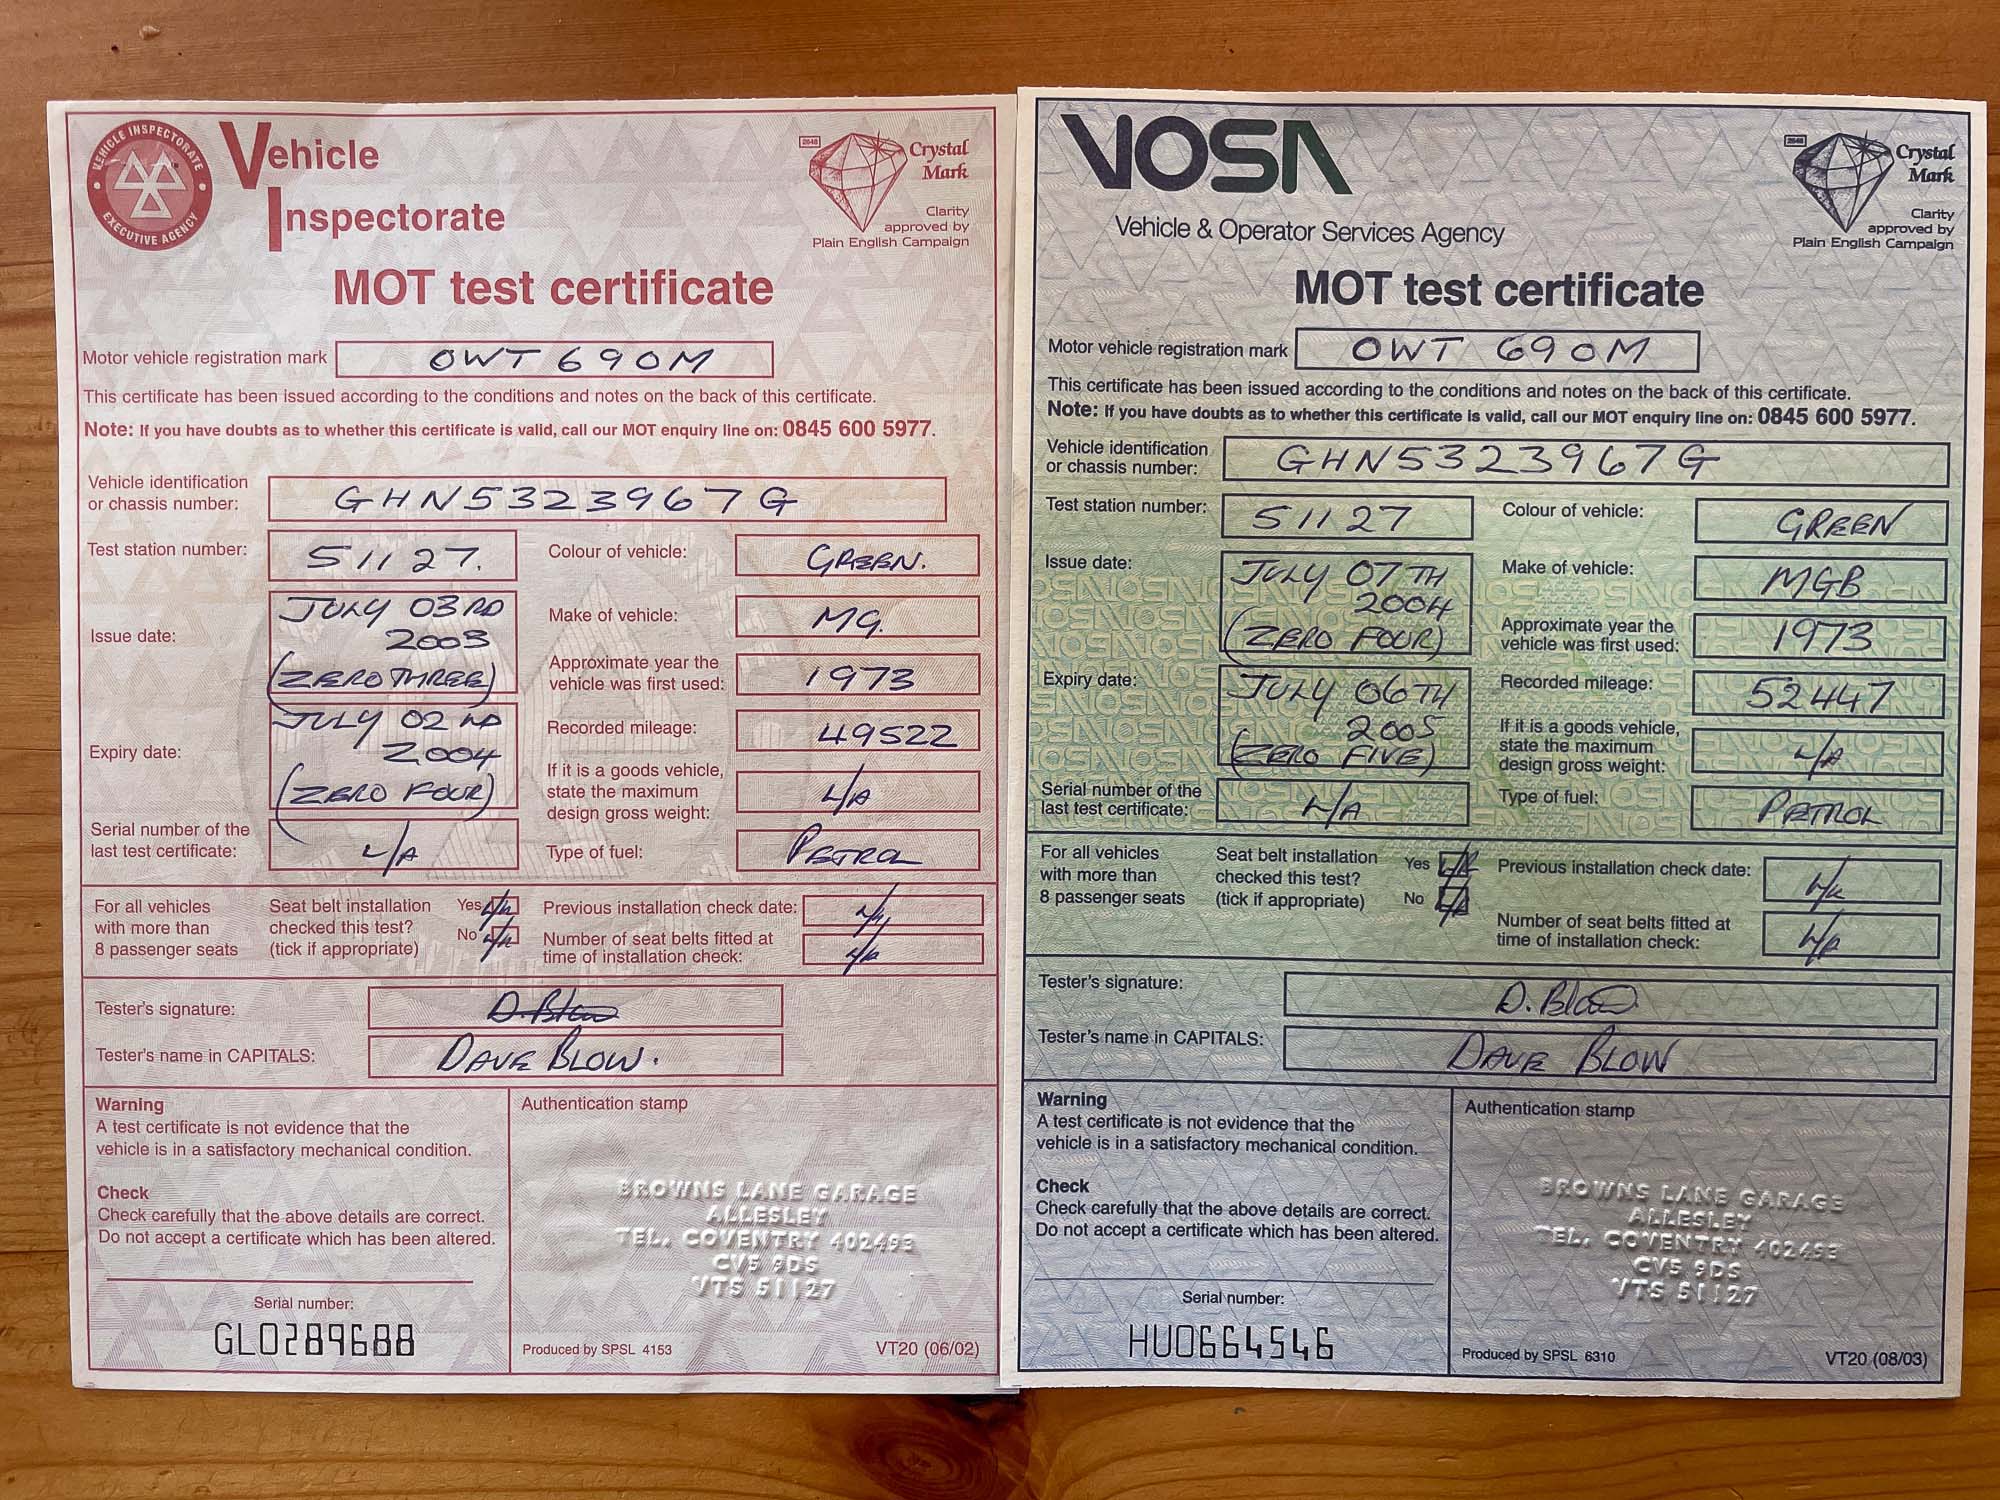 VEHICLE INSPECTORATE
EXECUTIVE AGENCY
Vehicle
Inspectorate
2648
Crystal
Mark
Clarity
approved by
Plain English Campaign
MOT test certificate
Motor vehicle registration mark OWT 690M
This certificate has been issued according to the conditions and notes on the back of this certificate.
Note: If you have doubts as to whether this certificate is valid, call our MOT enquiry line on: 0845 600 5977.
Vehicle identification
or chassis number: GHN5323967G
Test station number: 51127.
Colour of vehicle: GREEN.
Issue date: JULY 03RD
2003
(ZERO THREE)
Make of vehicle: MG.
Approximate year the
vehicle was first used: 1973
Expiry date: JULY 02ND
2004
(ZERO FOUR)
Recorded mileage: 49522
If it is a goods vehicle,
state the maximum
design gross weight: N/A
Serial number of the
last test certificate: N/A
Type of fuel: PETROL
For all vehicles
with more than
8 passenger seats
Seat belt installation
checked this test?
(tick if appropriate)
Yes N/A
No N/A
Previous installation check date: N/A
Number of seat belts fitted at
time of installation check: N/A
Tester's signature: D. Blow
Tester's name in CAPITALS: DAVE BLOW.
Warning
A test certificate is not evidence that the
vehicle is in a satisfactory mechanical condition.
Check
Check carefully that the above details are correct.
Do not accept a certificate which has been altered.
Serial number:
GL0289688
Authentication stamp
BROWNS LANE GARAGE
ALLESLEY
TEL. COVENTRY 402493
CV5 9DS
VTS 51127
Produced by SPSL 4153
VT20 (06/02)
VOSA
Vehicle & Operator Services Agency
2648
Crystal
Mark
Clarity
approved by
Plain English Campaign
MOT test certificate
Motor vehicle registration mark OWT 690M
This certificate has been issued according to the conditions and notes on the back of this certificate.
Note: If you have doubts as to whether this certificate is valid, call our MOT enquiry line on: 0845 600 5977.
Vehicle identification
or chassis number: GHN5323967G
Test station number: 51127
Colour of vehicle: GREEN
Issue date: JULY 07TH
2004
(ZERO FOUR)
Make of vehicle: MGB
Approximate year the
vehicle was first used: 1973
Expiry date: JULY 06TH
2005
(ZERO FIVE)
Recorded mileage: 52447
If it is a goods vehicle,
state the maximum
design gross weight: N/A
Serial number of the
last test certificate: N/A
Type of fuel: PETROL
For all vehicles
with more than
8 passenger seats
Seat belt installation
checked this test?
(tick if appropriate)
Yes N/A
No N/A
Previous installation check date: N/A
Number of seat belts fitted at
time of installation check: N/A
Tester's signature: D. Blow
Tester's name in CAPITALS: DAVE BLOW
Warning
A test certificate is not evidence that the
vehicle is in a satisfactory mechanical condition.
Check
Check carefully that the above details are correct.
Do not accept a certificate which has been altered.
Serial number:
HU0664546
Authentication stamp
BROWNS LANE GARAGE
ALLESLEY
TEL. COVENTRY 402493
CV5 9DS
VTS 51127
Produced by SPSL 6310
VT20 (08/03)